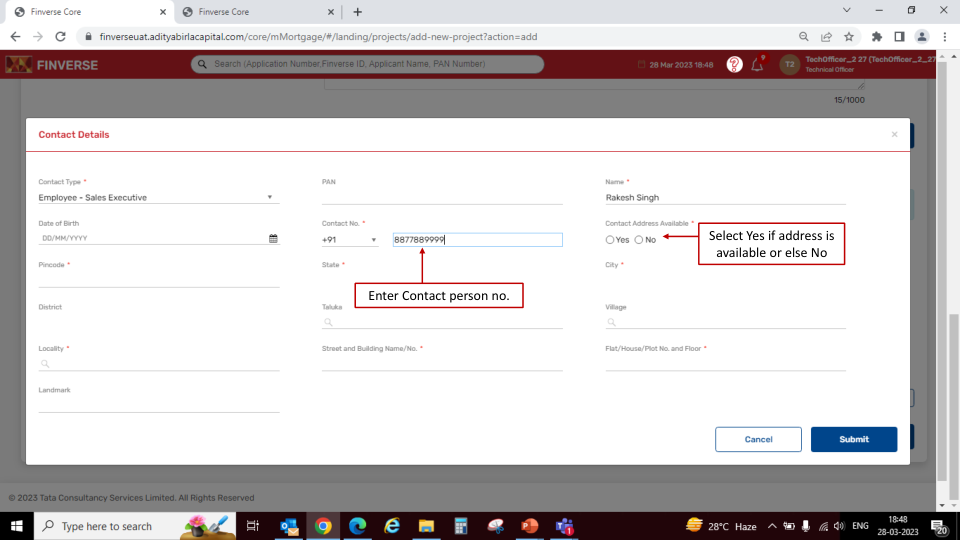 Finverse Core
Finverse Core
finverseuat.adityabirlacapital.com/core/mMortgage/#/landing/projects/add-new-project?action=add
FINVERSE
Search (Application Number,Finverse ID, Applicant Name, PAN Number)
28 Mar 2023 18:48
?
T2
TechOfficer_2 27 (TechOfficer_2_27
Technical Officer
15/1000
Contact Details
Contact Type *
PAN
Name *
Employee - Sales Executive
Rakesh Singh
Date of Birth
Contact No. *
Contact Address Available *
DD/MM/YYYY
+91
8877889999
Yes
No
Select Yes if address is
available or else No
Pincode *
State *
City *
Enter Contact person no.
District
Taluka
Village
Locality *
Street and Building Name/No. *
Flat/House/Plot No. and Floor *
Landmark
Cancel
Submit
© 2023 Tata Consultancy Services Limited. All Rights Reserved
Type here to search
28°C Haze
ENG
18:48
28-03-2023
20